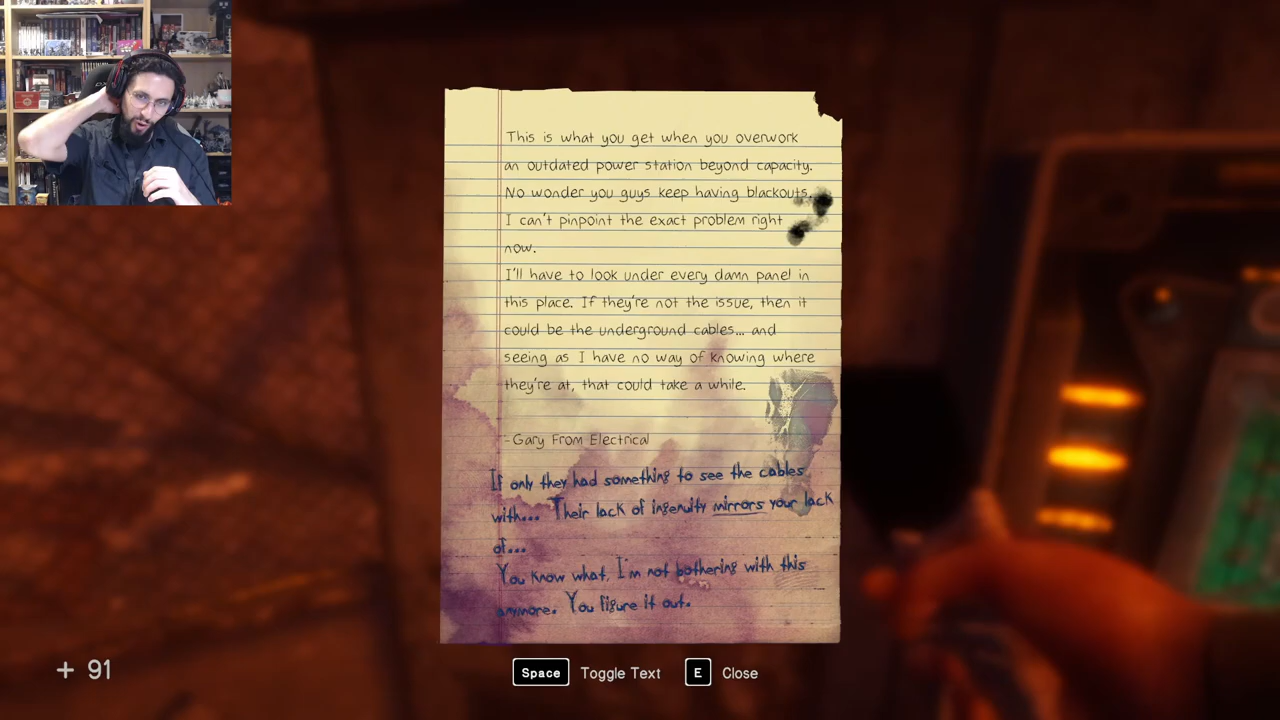 This is what you get when you overwork
an outdated power station beyond capacity.
No wonder you guys keep having blackouts.
I can't pinpoint the exact problem right
now.
I'll have to look under every damn panel in
this place. If they're not the issue, then it
could be the underground cables... and
seeing as I have no way of knowing where
they're at, that could take a while.
- Gary From Electrical
If only they had something to see the cables
with... Their lack of ingenuity mirrors your lack
of...
You know what, I'm not bothering with this
anymore. You figure it out.
+ 91
Space Toggle Text E Close